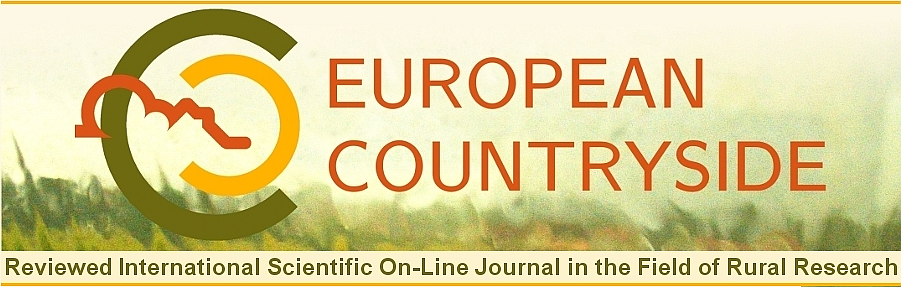 EUROPEAN
COUNTRYSIDE
Reviewed International Scientific On-Line Journal in the Field of Rural Research